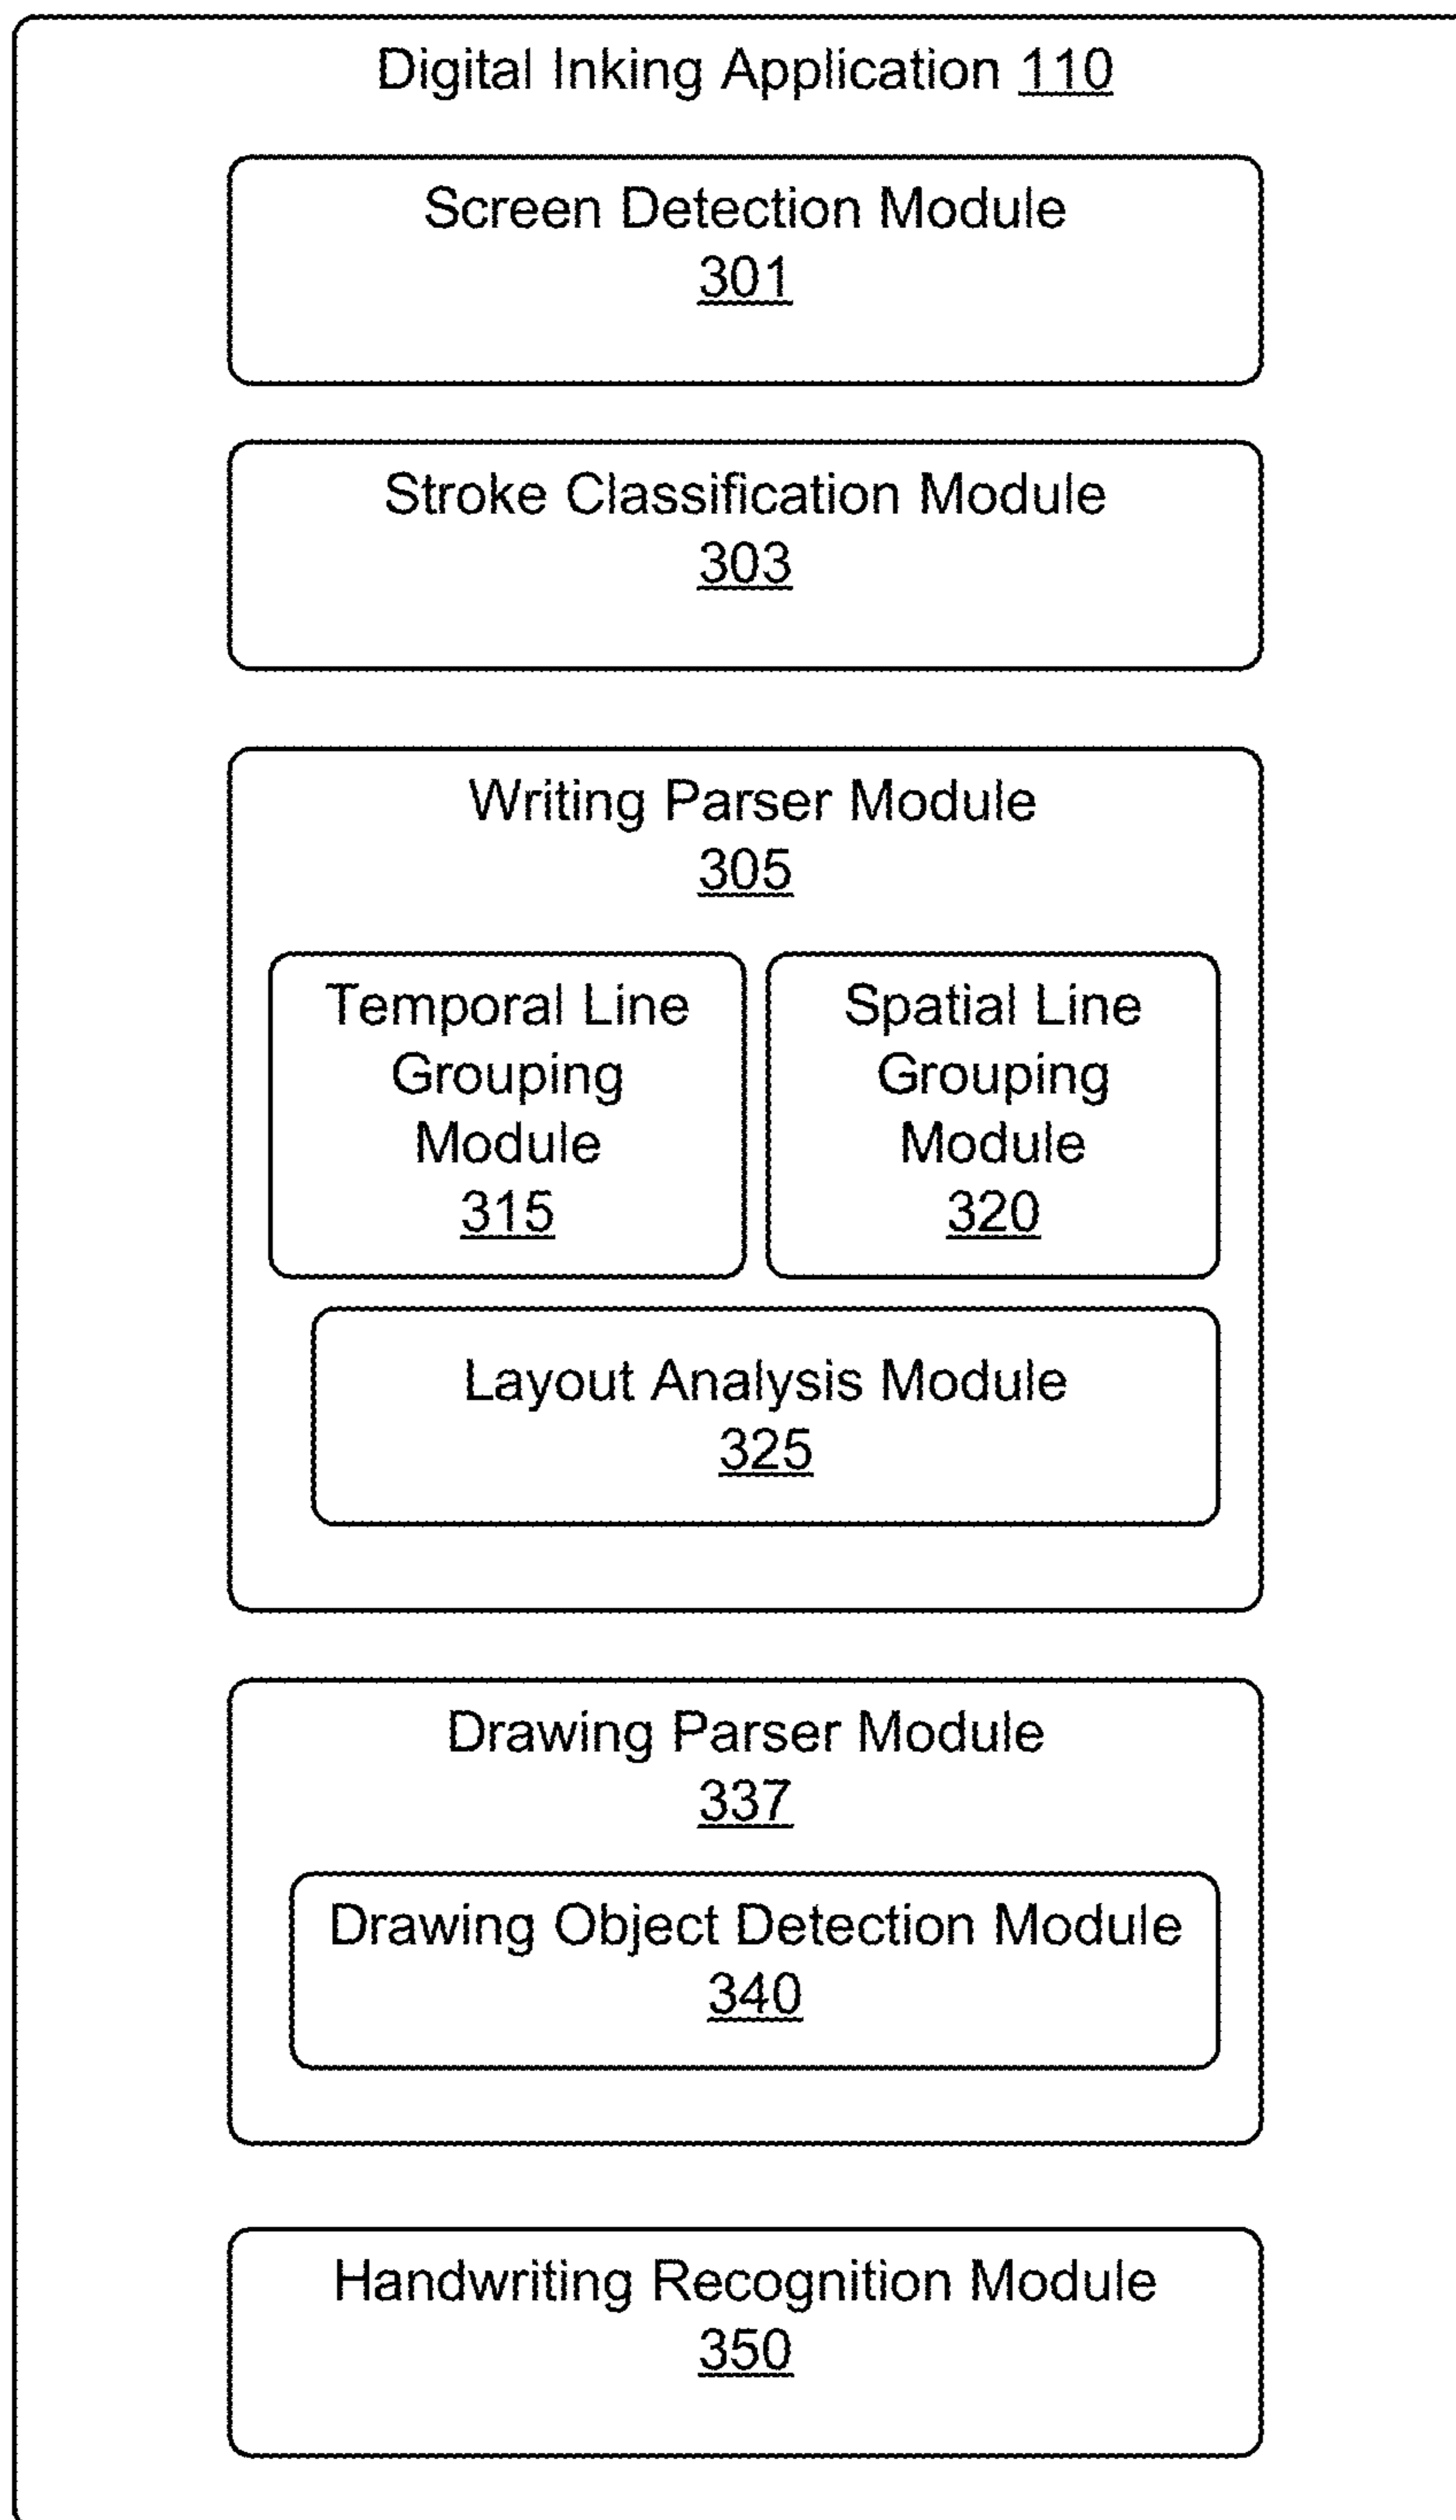 Digital Inking Application 110
Screen Detection Module
301
Stroke Classification Module
303
Writing Parser Module
305
Temporal Line
Grouping
Module
315
Spatial Line
Grouping
Module
320
Layout Analysis Module
325
Drawing Parser Module
337
Drawing Object Detection Module
340
Handwriting Recognition Module
350